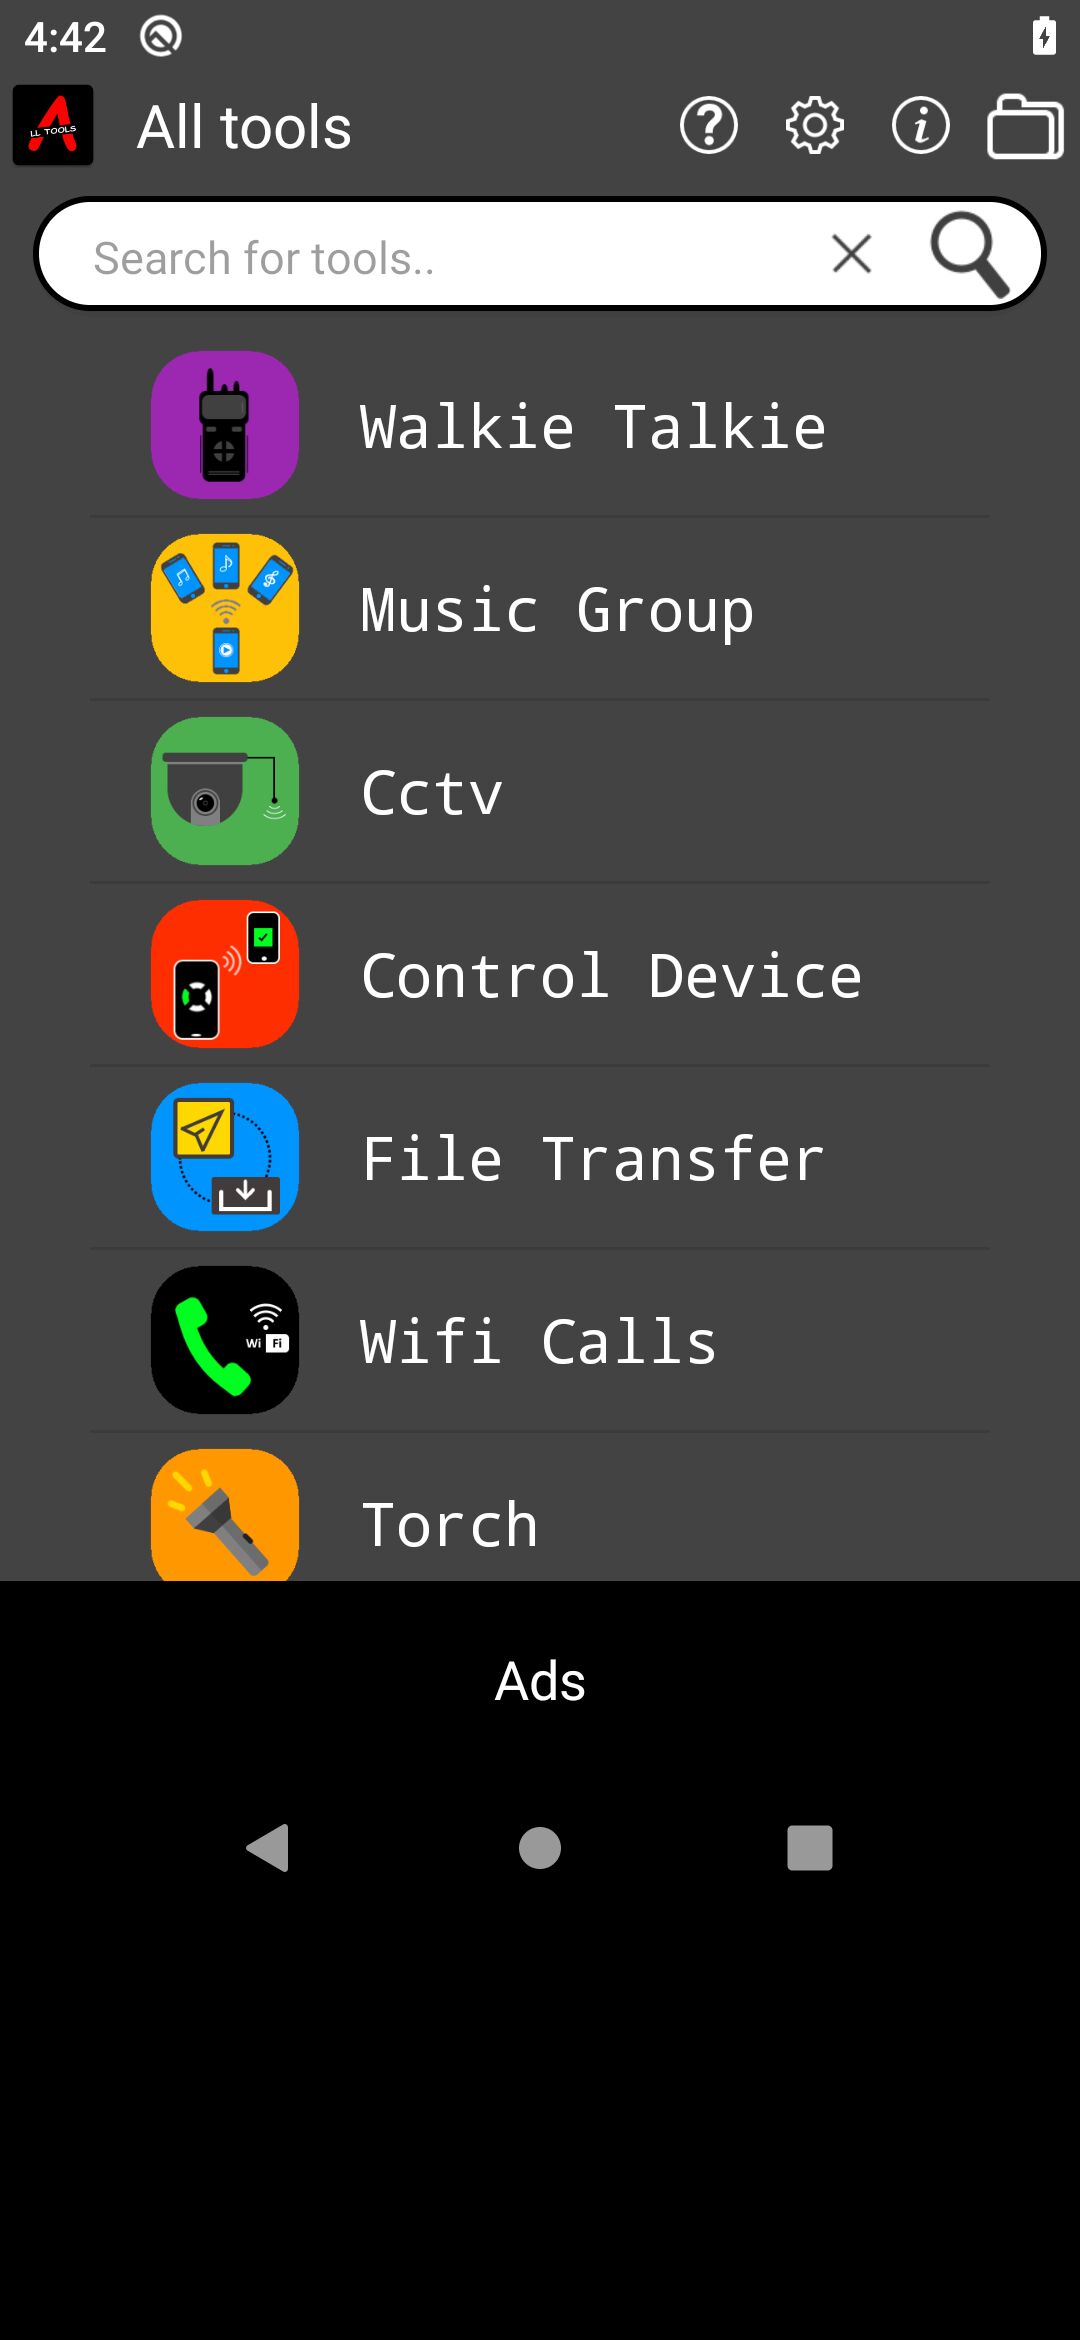 4:42
LL TOOLS
All tools
Search for tools..
Walkie Talkie
Music Group
Cctv
Control Device
File Transfer
Wi Fi
Wifi Calls
Torch
Ads